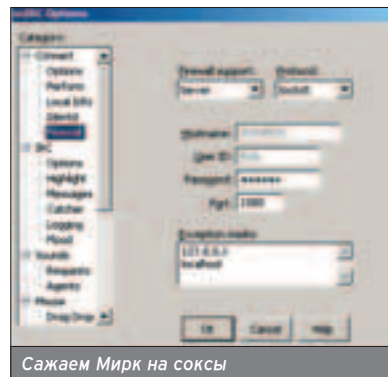 mIRC Options
Category:
Connect
Options
Perform
Local Info
Identd
Firewall
IRC
Options
Highlight
Messages
Catcher
Logging
Flood
Sounds
Requests
Agents
Mouse
Drag Drop
Firewall support:
Protocol:
Server
Socks5
Hostname:
User ID:
Password:
Port: 1080
Exception masks:
127.0.0.1
localhost
OK
Cancel
Help
Сажаем Мирк на соксы